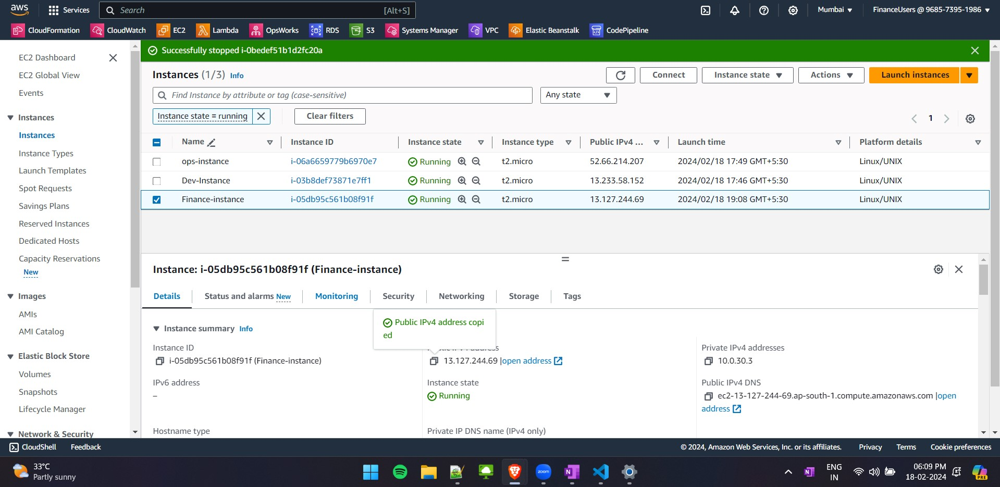 aws
Services
Search
[Alt+S]
Mumbai ▼
FinanceUsers @ 9685-7395-1986 ▼
CloudFormation
CloudWatch
EC2
Lambda
OpsWorks
RDS
S3
Systems Manager
VPC
Elastic Beanstalk
CodePipeline
EC2 Dashboard
EC2 Global View
Events
Instances
Instances
Instance Types
Launch Templates
Spot Requests
Savings Plans
Reserved Instances
Dedicated Hosts
Capacity Reservations
New
Images
AMIs
AMI Catalog
Elastic Block Store
Volumes
Snapshots
Lifecycle Manager
Network & Security
Successfully stopped i-0bedef51b1d2fc20a
Instances (1/3) Info
Connect
Instance state ▼
Actions ▼
Launch instances
Find Instance by attribute or tag (case-sensitive)
Any state
Instance state = running
Clear filters
1
Name
Instance ID
Instance state
Instance type
Public IPv4 ...
Launch time
Platform details
ops-instance i-06a6659779b6970e7 Running t2.micro 52.66.214.207 2024/02/18 17:49 GMT+5:30 Linux/UNIX
Dev-Instance i-03b8def73871e7ff1 Running t2.micro 13.233.58.152 2024/02/18 17:46 GMT+5:30 Linux/UNIX
Finance-instance i-05db95c561b08f91f Running t2.micro 13.127.244.69 2024/02/18 19:08 GMT+5:30 Linux/UNIX
Instance: i-05db95c561b08f91f (Finance-instance)
Details
Status and alarms New
Monitoring
Security
Networking
Storage
Tags
Public IPv4 address copi
ed
Instance summary Info
Instance ID
i-05db95c561b08f91f (Finance-instance)
13.127.244.69 |open address
Private IPv4 addresses
10.0.30.3
IPv6 address
–
Instance state
Running
Public IPv4 DNS
ec2-13-127-244-69.ap-south-1.compute.amazonaws.com |open
address
Hostname type
Private IP DNS name (IPv4 only)
CloudShell
Feedback
© 2024, Amazon Web Services, Inc. or its affiliates.
Privacy
Terms
Cookie preferences
33°C
Partly sunny
zoom
N
N
ENG
IN
06:09 PM
18-02-2024
PRE